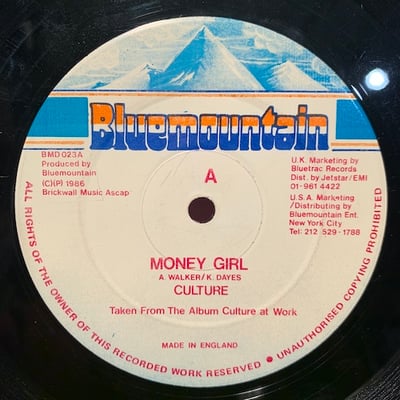 Bluemountain
BMD 023A
Produced by
Bluemountain
(C)(P) 1986
Brickwall Music Ascap
A
U.K. Marketing by
Bluetrac Records
Dist. by Jetstar/EMI
01-961 4422
U.S.A. Marketing
/Distributing by
Bluemountain Ent.
New York City
Tel: 212 529-1788
MONEY GIRL
A. WALKER/K. DAYES
CULTURE
Taken From The Album Culture at Work
MADE IN ENGLAND
ALL RIGHTS OF THE OWNER OF THIS RECORDED WORK RESERVED ● UNAUTHORISED COPYING PROHIBITED